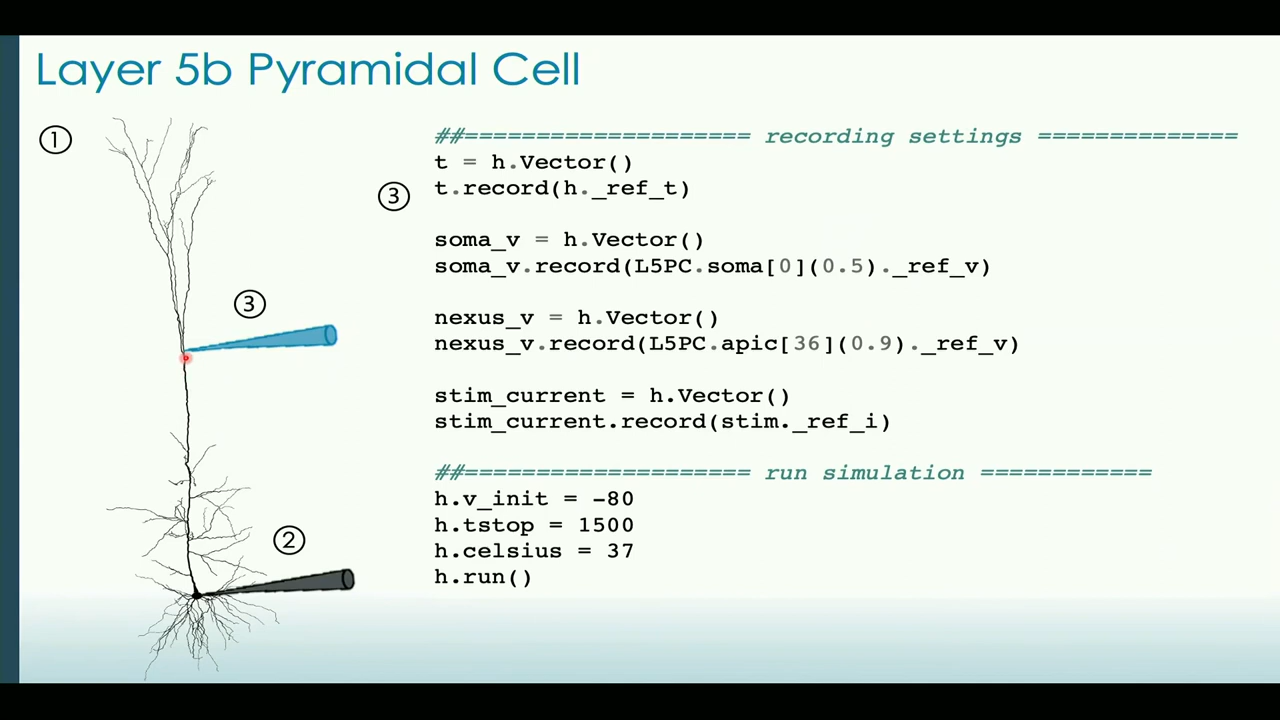 Layer 5b Pyramidal Cell
①
##==================== recording settings ==============
t = h.Vector()
③
t.record(h._ref_t)
soma_v = h.Vector()
soma_v.record(L5PC.soma[0](0.5)._ref_v)
③
nexus_v = h.Vector()
nexus_v.record(L5PC.apic[36](0.9)._ref_v)
stim_current = h.Vector()
stim_current.record(stim._ref_i)
##==================== run simulation ============
h.v_init = -80
h.tstop = 1500
②
h.celsius = 37
h.run()